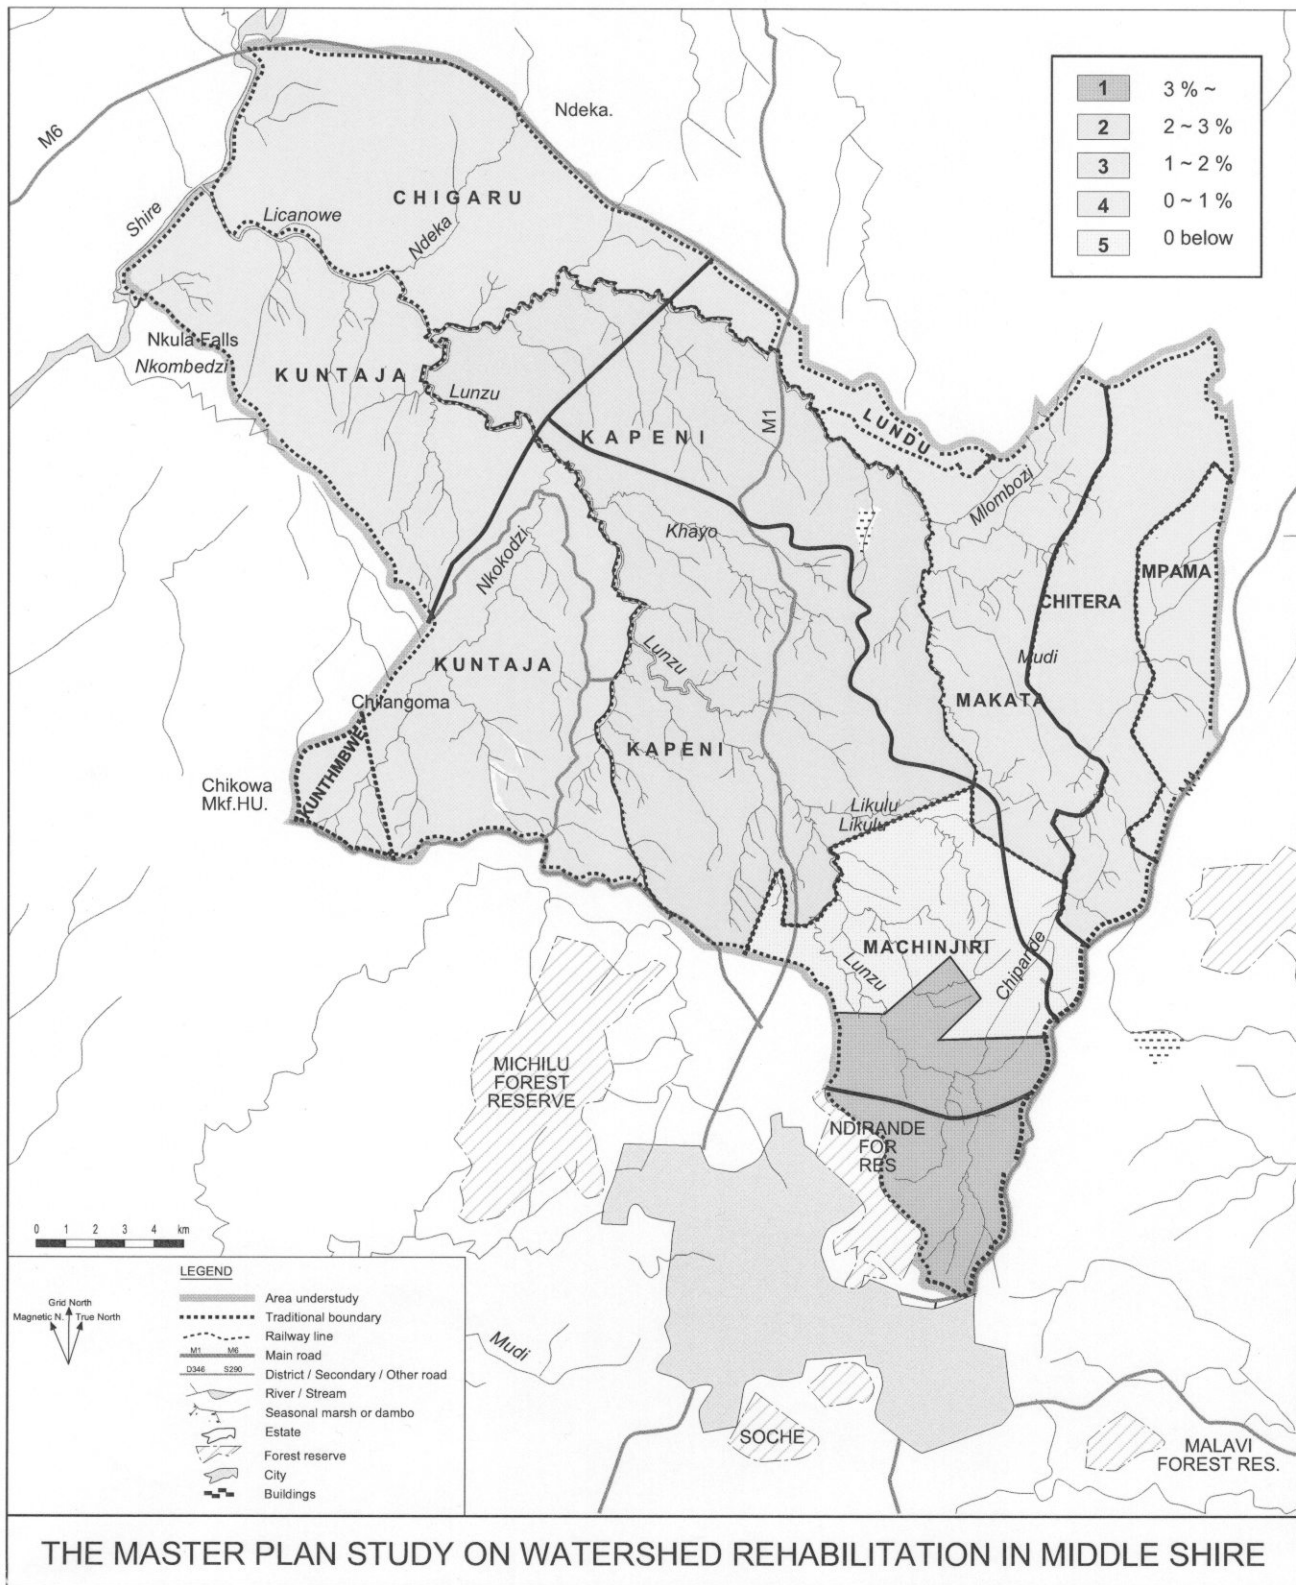 M6
Ndeka.
1 3 % ~
2 2 ~ 3 %
3 1 ~ 2 %
4 0 ~ 1 %
5 0 below
CHIGARU
Shire
Licanowe
Ndeka
Nkula Falls
Nkombedzi
KUNTAJA
Lunzu
KAPENI
M1
LUNDU
Mlombozi
Khayo
Nkokodzi
MPAMA
CHITERA
Lunzu
Mudi
KUNTAJA
Chilangoma
MAKATA
KAPENI
KUNTHMBWE
Chikowa
Mkf.HU.
Likulu
Likulu
MACHINJIRI
Lunzu
Chipande
MICHILU
FOREST
RESERVE
NDIRANDE
FOR
RES
0 1 2 3 4 km
LEGEND
Grid North
Magnetic N. True North
Area understudy
Traditional boundary
Railway line
M1 M6
Main road
D346 S290
District / Secondary / Other road
River / Stream
Seasonal marsh or dambo
Estate
Forest reserve
City
Buildings
Mudi
SOCHE
MALAVI
FOREST RES.
THE MASTER PLAN STUDY ON WATERSHED REHABILITATION IN MIDDLE SHIRE